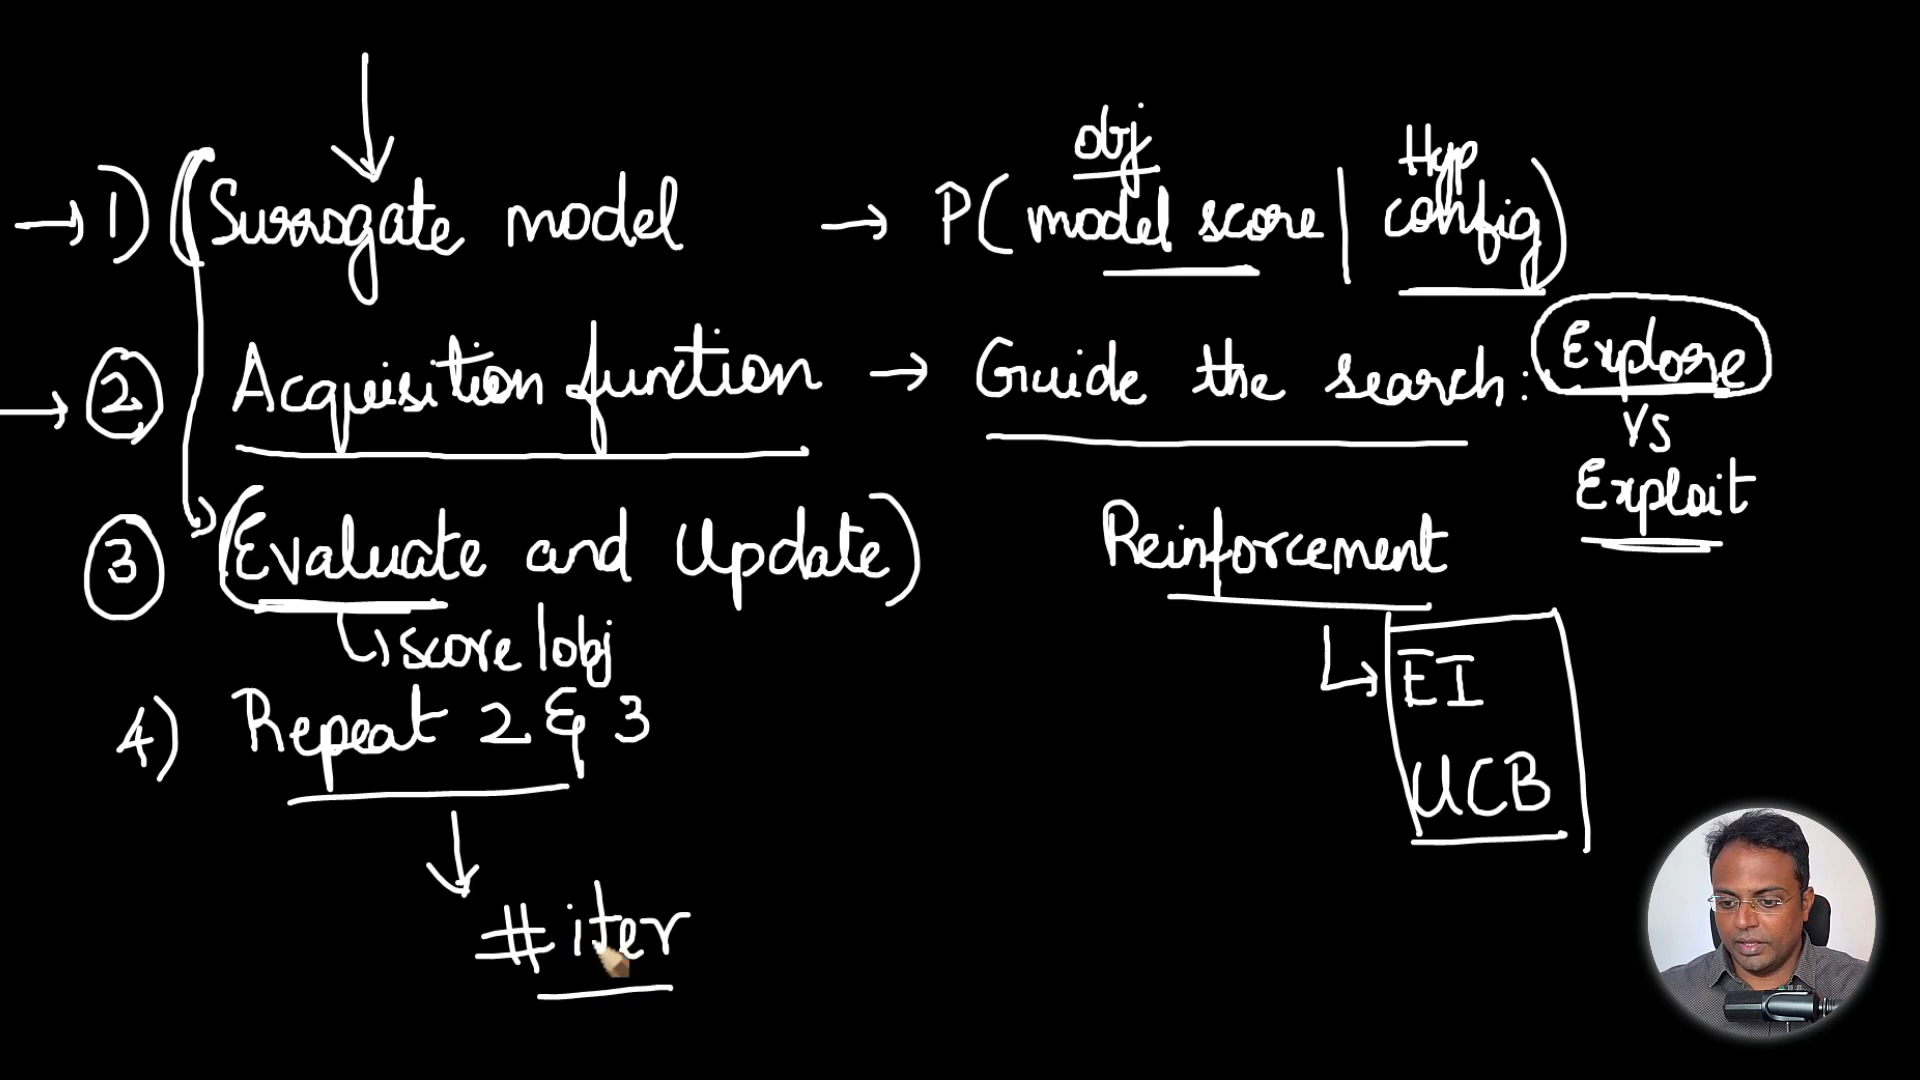 1) (Surrogate model → P(model score | config)
obj
Hyp
② Acquisition function → Guide the search: Explore
vs
Exploit
③ (Evaluate and Update)
↳ score/obj
Reinforcement
↳ EI
UCB
4) Repeat 2 & 3
# iter